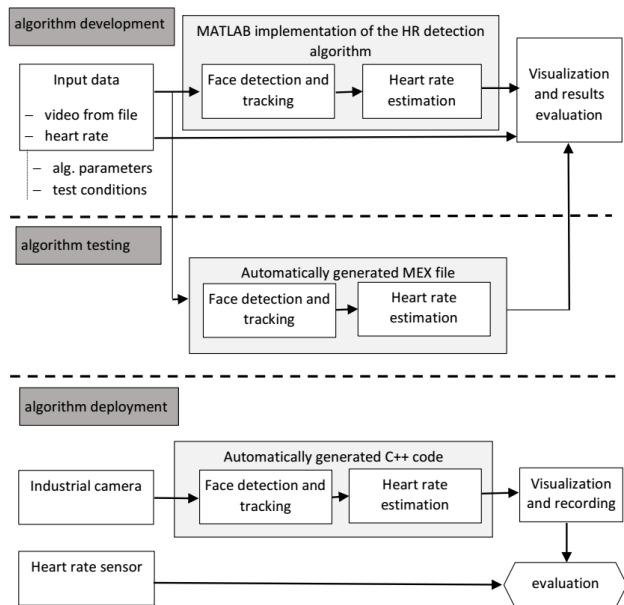 algorithm development
MATLAB implementation of the HR detection
algorithm
Input data
– video from file
– heart rate
– alg. parameters
– test conditions
Face detection and
tracking
Heart rate
estimation
Visualization
and results
evaluation
algorithm testing
Automatically generated MEX file
Face detection and
tracking
Heart rate
estimation
algorithm deployment
Automatically generated C++ code
Industrial camera
Face detection and
tracking
Heart rate
estimation
Visualization
and recording
Heart rate sensor
evaluation